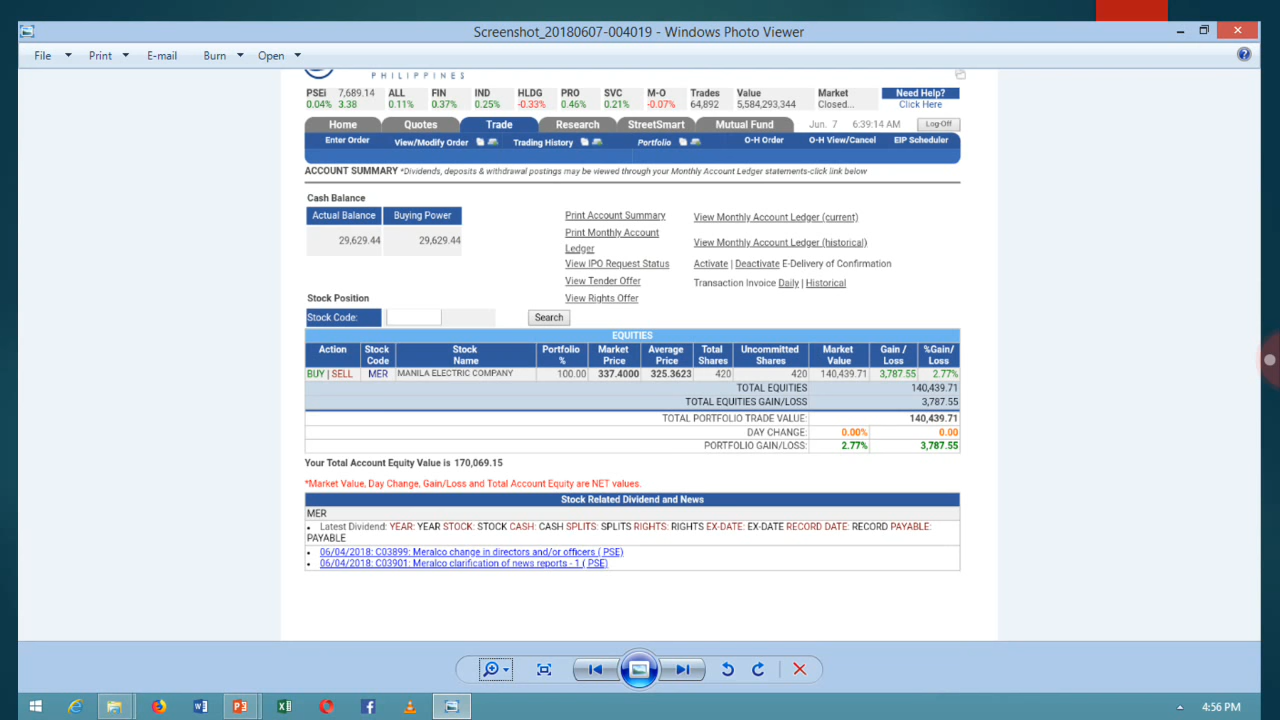 Screenshot_20180607-004019 - Windows Photo Viewer
File Print E-mail Burn Open
PHILIPPINES
PSEi 7,689.14 ALL FIN IND HLDG PRO SVC M-O Trades Value Market Need Help?
0.04% 3.38 0.11% 0.37% 0.25% -0.33% 0.46% 0.21% -0.07% 64,892 5,584,293,344 Closed... Click Here
Home Quotes Trade Research StreetSmart Mutual Fund Jun. 7 6:39:14 AM Log-Off
Enter Order View/Modify Order Trading History Portfolio O-H Order O-H View/Cancel EIP Scheduler
ACCOUNT SUMMARY *Dividends, deposits & withdrawal postings may be viewed through your Monthly Account Ledger statements-click link below
Cash Balance
Actual Balance Buying Power
29,629.44 29,629.44
Print Account Summary
Print Monthly Account
Ledger
View IPO Request Status
View Tender Offer
View Rights Offer
View Monthly Account Ledger (current)
View Monthly Account Ledger (historical)
Activate | Deactivate E-Delivery of Confirmation
Transaction Invoice Daily | Historical
Stock Position
Stock Code: Search
EQUITIES
Action Stock Stock Portfolio Market Average Total Uncommitted Market Gain / %Gain/
Code Name % Price Price Shares Shares Value Loss Loss
BUY | SELL MER MANILA ELECTRIC COMPANY 100.00 337.4000 325.3623 420 420 140,439.71 3,787.55 2.77%
TOTAL EQUITIES 140,439.71
TOTAL EQUITIES GAIN/LOSS 3,787.55
TOTAL PORTFOLIO TRADE VALUE: 140,439.71
DAY CHANGE: 0.00% 0.00
PORTFOLIO GAIN/LOSS: 2.77% 3,787.55
Your Total Account Equity Value is 170,069.15
*Market Value, Day Change, Gain/Loss and Total Account Equity are NET values.
Stock Related Dividend and News
MER
• Latest Dividend: YEAR: YEAR STOCK: STOCK CASH: CASH SPLITS: SPLITS RIGHTS: RIGHTS EX-DATE: EX-DATE RECORD DATE: RECORD PAYABLE:
PAYABLE
• 06/04/2018: C03899: Meralco change in directors and/or officers ( PSE)
• 06/04/2018: C03901: Meralco clarification of news reports - 1 ( PSE)
4:56 PM